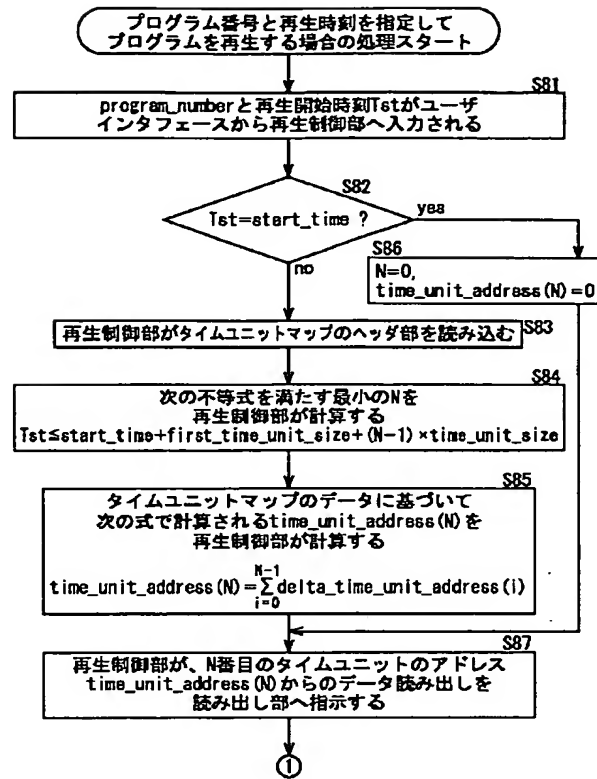 プログラム番号と再生時刻を指定して
プログラムを再生する場合の処理スタート
S81
program_numberと再生開始時刻Tstがユーザ
インタフェースから再生制御部へ入力される
S82
Tst=start_time ?
yes
no
S86
N=0,
time_unit_address(N)=0
S83
再生制御部がタイムユニットマップのヘッダ部を読み込む
S84
次の不等式を満たす最小のNを
再生制御部が計算する
Tst≦start_time+first_time_unit_size+(N-1)×time_unit_size
S85
タイムユニットマップのデータに基づいて
次の式で計算されるtime_unit_address(N)を
再生制御部が計算する
N-1
time_unit_address(N)=Σdelta_time_unit_address(i)
i=0
S87
再生制御部が、N番目のタイムユニットのアドレス
time_unit_address(N)からのデータ読み出しを
読み出し部へ指示する
①